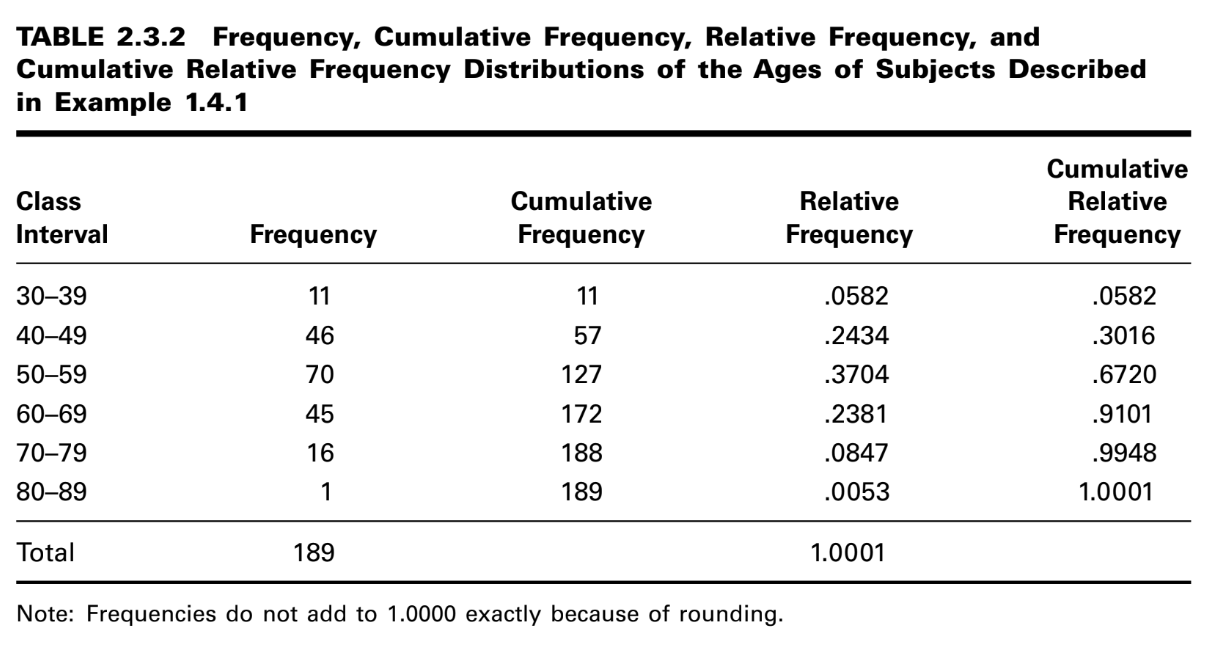 TABLE 2.3.2 Frequency, Cumulative Frequency, Relative Frequency, and
Cumulative Relative Frequency Distributions of the Ages of Subjects Described
in Example 1.4.1
Cumulative
Class Cumulative Relative Relative
Interval Frequency Frequency Frequency Frequency
30–39 11 11 .0582 .0582
40–49 46 57 .2434 .3016
50–59 70 127 .3704 .6720
60–69 45 172 .2381 .9101
70–79 16 188 .0847 .9948
80–89 1 189 .0053 1.0001
Total 189 1.0001
Note: Frequencies do not add to 1.0000 exactly because of rounding.